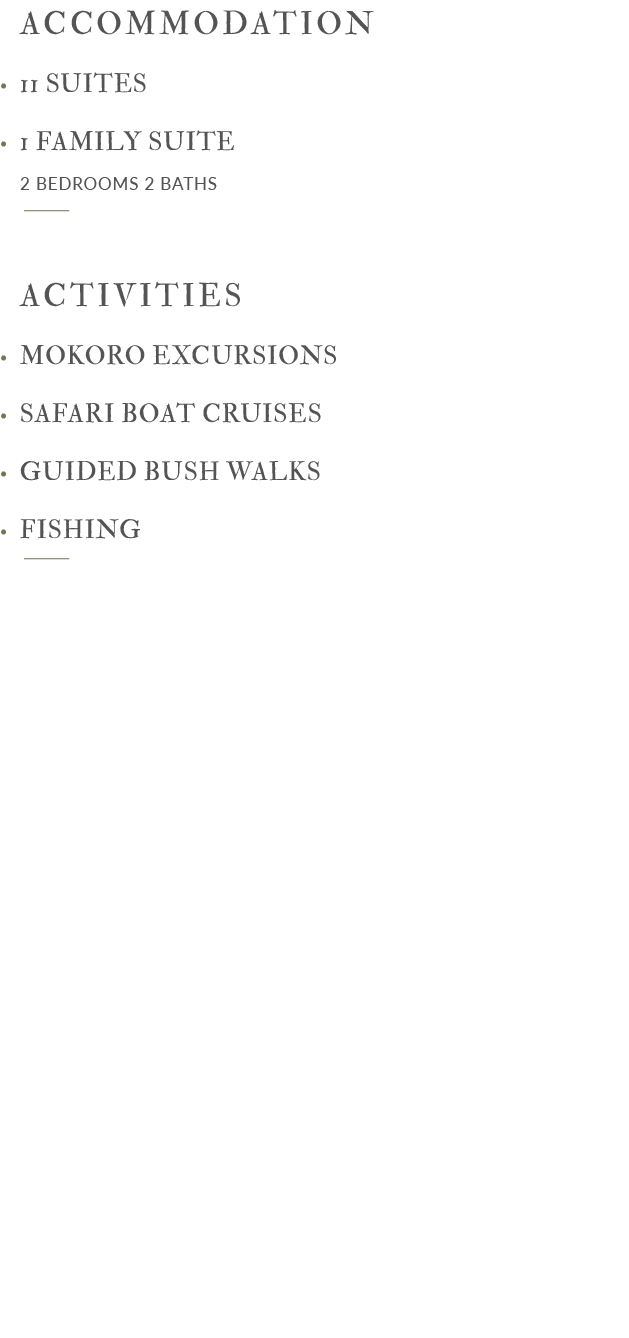 ACCOMMODATION
• 11 SUITES
• 1 FAMILY SUITE
2 BEDROOMS 2 BATHS
ACTIVITIES
• MOKORO EXCURSIONS
• SAFARI BOAT CRUISES
• GUIDED BUSH WALKS
• FISHING